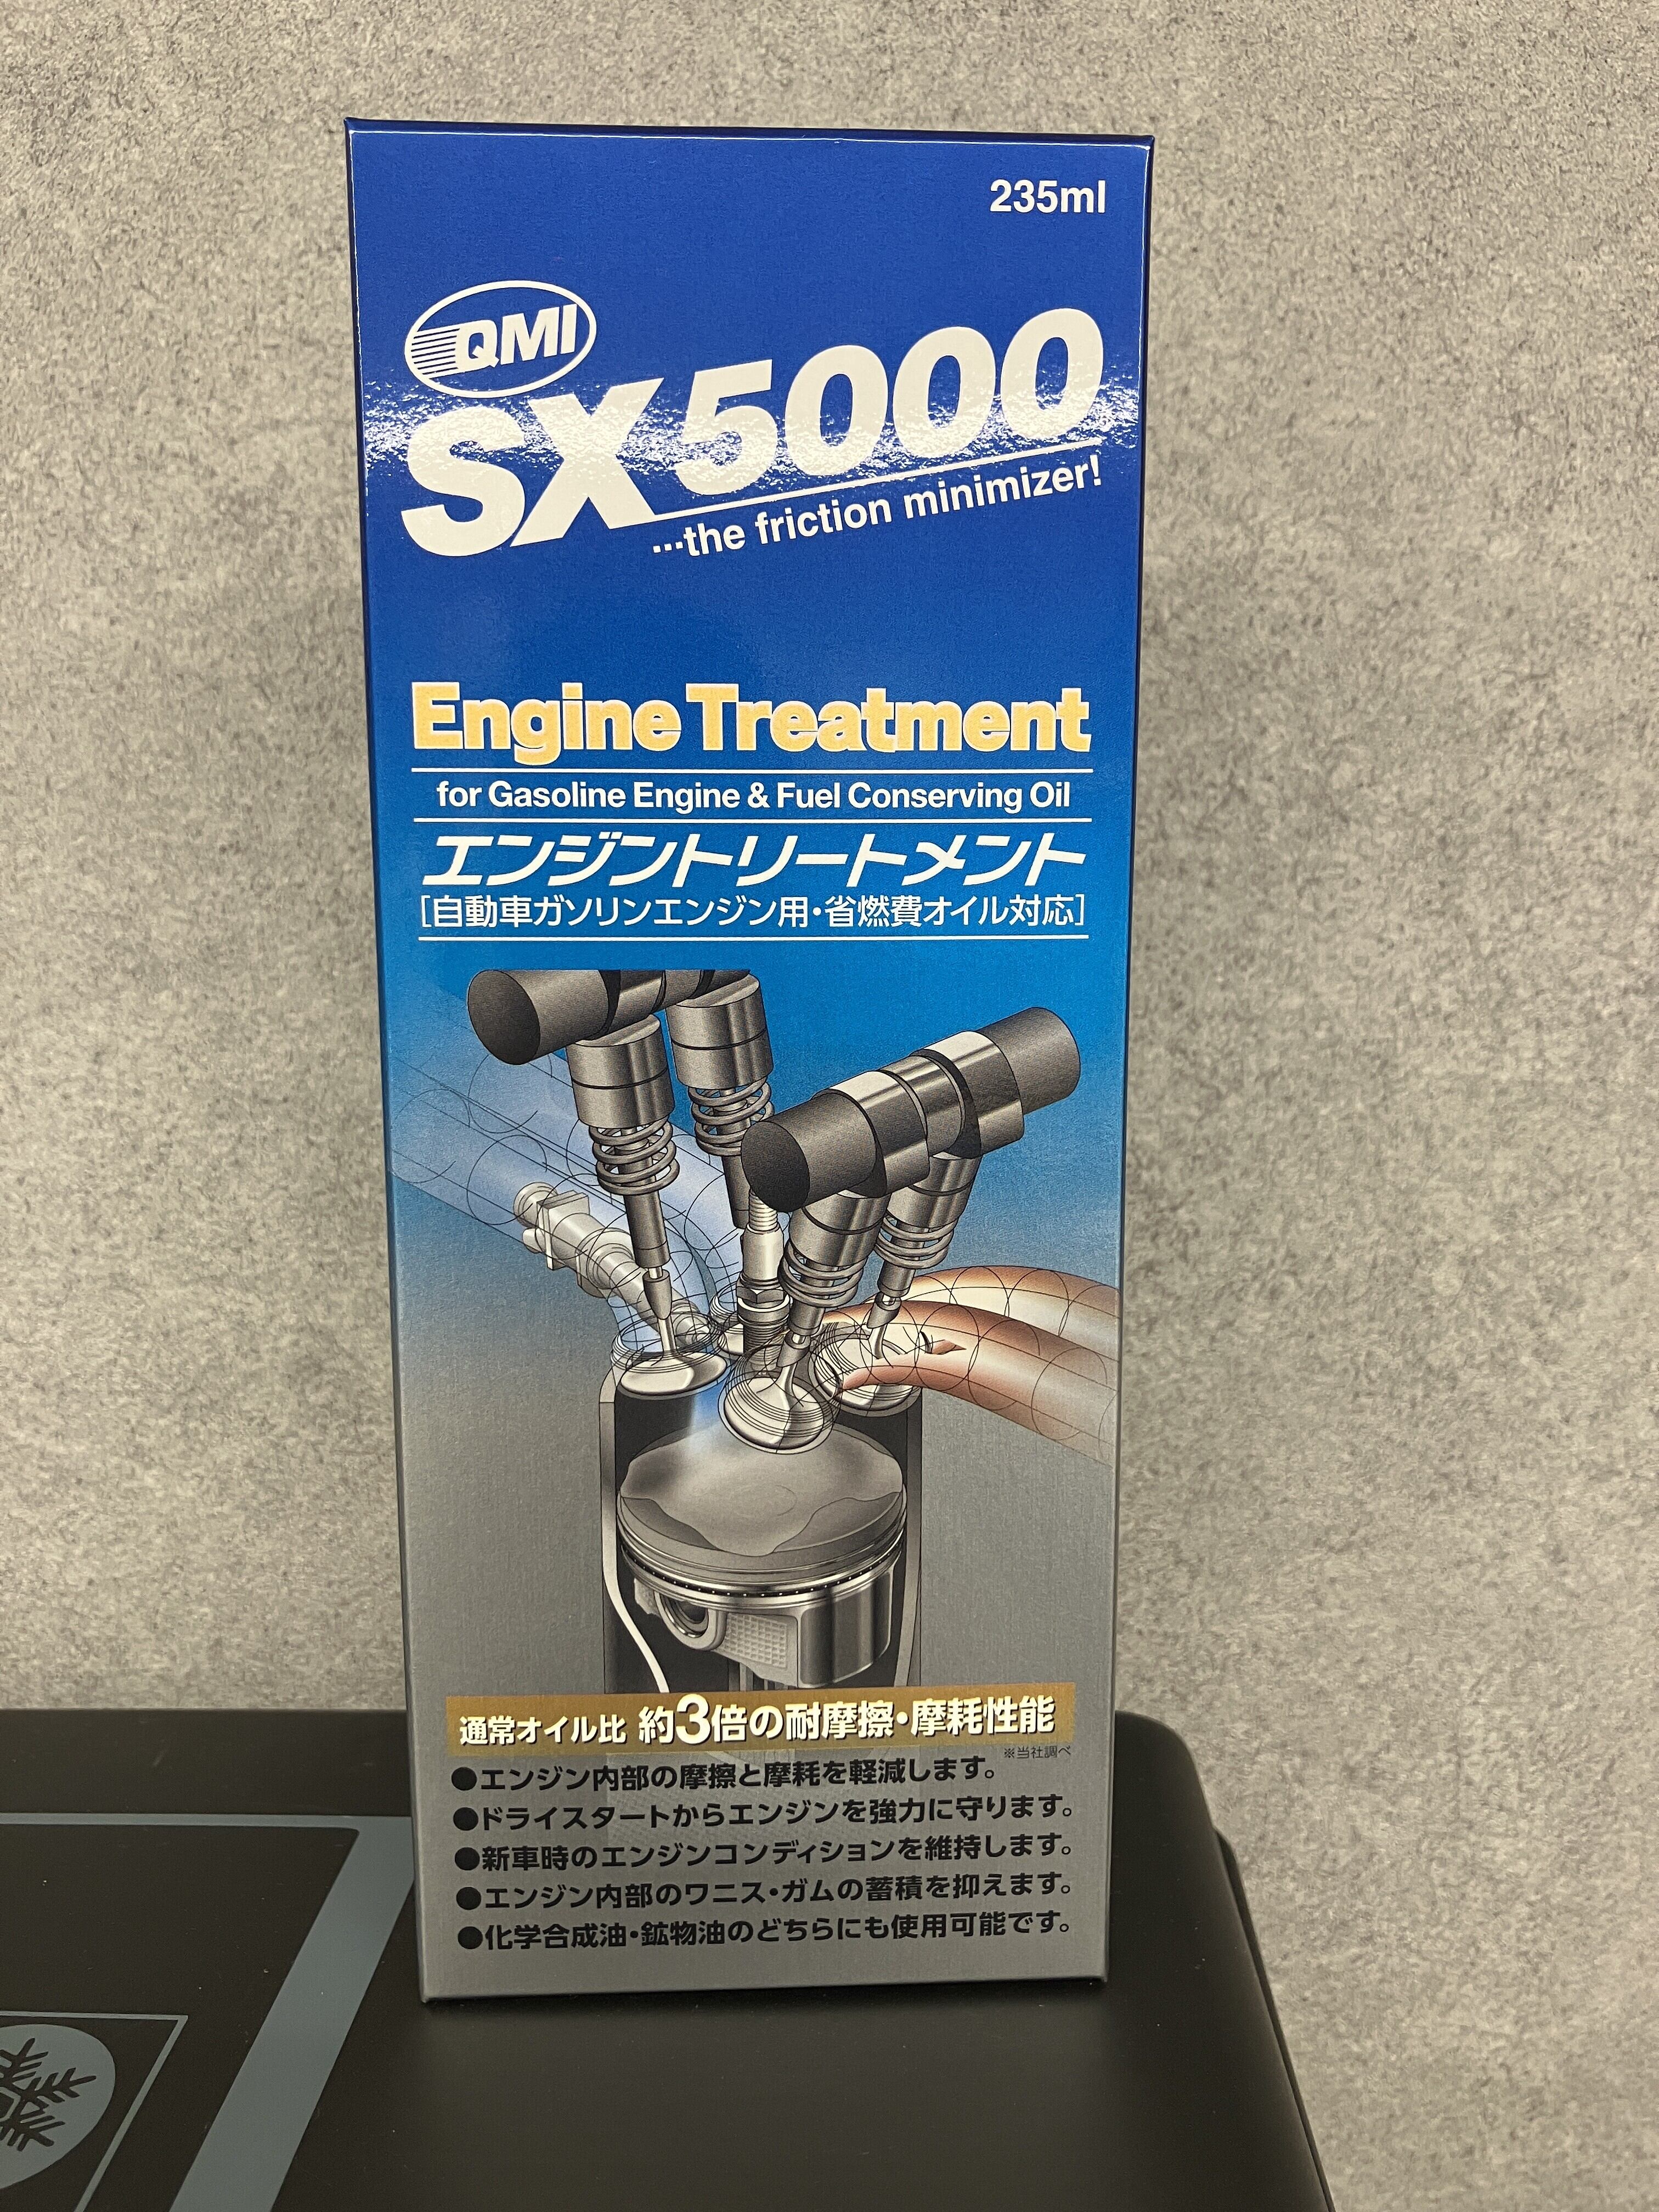 235ml
QMI
SX5000
...the friction minimizer!
Engine Treatment
for Gasoline Engine & Fuel Conserving Oil
エンジントリートメント
[自動車ガソリンエンジン用・省燃費オイル対応]
通常オイル比 約3倍の耐摩擦・摩耗性能
※当社調べ
●エンジン内部の摩擦と摩耗を軽減します。
●ドライスタートからエンジンを強力に守ります。
●新車時のエンジンコンディションを維持します。
●エンジン内部のワニス・ガムの蓄積を抑えます。
●化学合成油・鉱物油のどちらにも使用可能です。